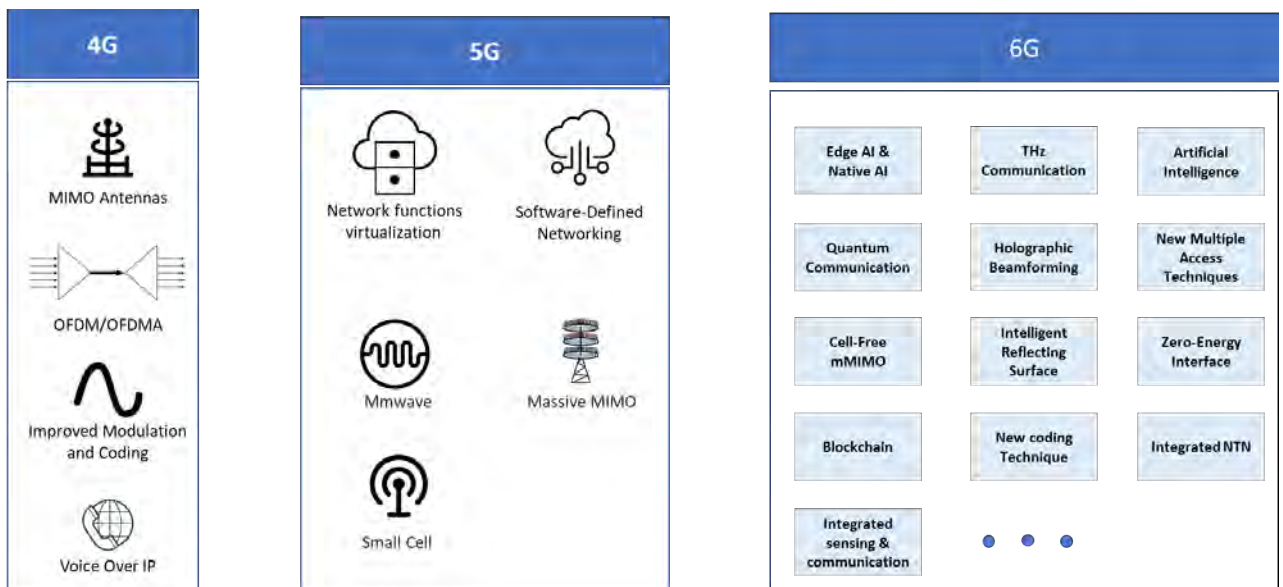 4G
MIMO Antennas
OFDM/OFDMA
Improved Modulation
and Coding
Voice Over IP
5G
Network functions
virtualization
Software-Defined
Networking
Mmwave
Massive MIMO
Small Cell
6G
Edge AI &
Native AI
THz
Communication
Artificial
Intelligence
Quantum
Communication
Holographic
Beamforming
New Multiple
Access
Techniques
Cell-Free
mMIMO
Intelligent
Reflecting
Surface
Zero-Energy
Interface
Blockchain
New coding
Technique
Integrated NTN
Integrated
sensing &
communication